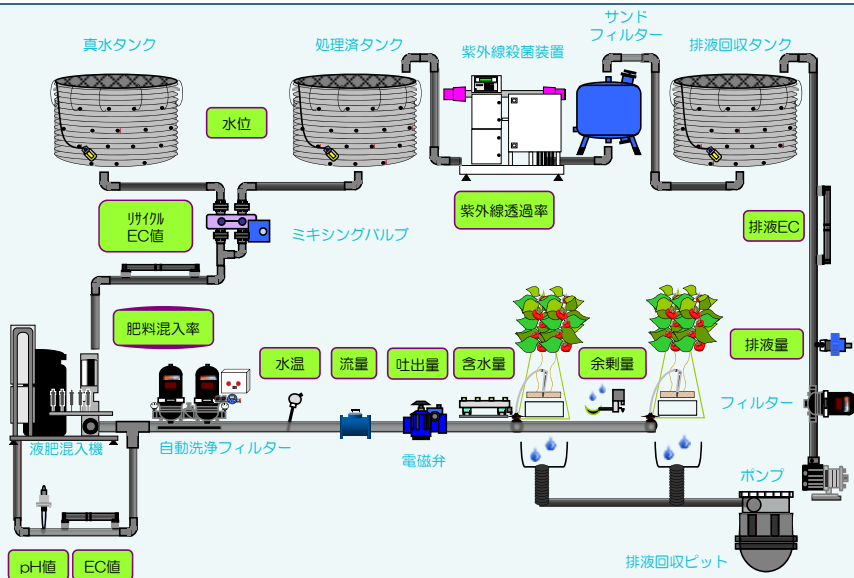 真水タンク
処理済タンク
紫外線殺菌装置
サンド
フィルター
排液回収タンク
水位
紫外線透過率
リサイクル
EC値
ミキシングバルブ
排液EC
肥料混入率
水温
流量
吐出量
含水量
余剰量
排液量
フィルター
液肥混入機
自動洗浄フィルター
電磁弁
ポンプ
排液回収ピット
pH値
EC値